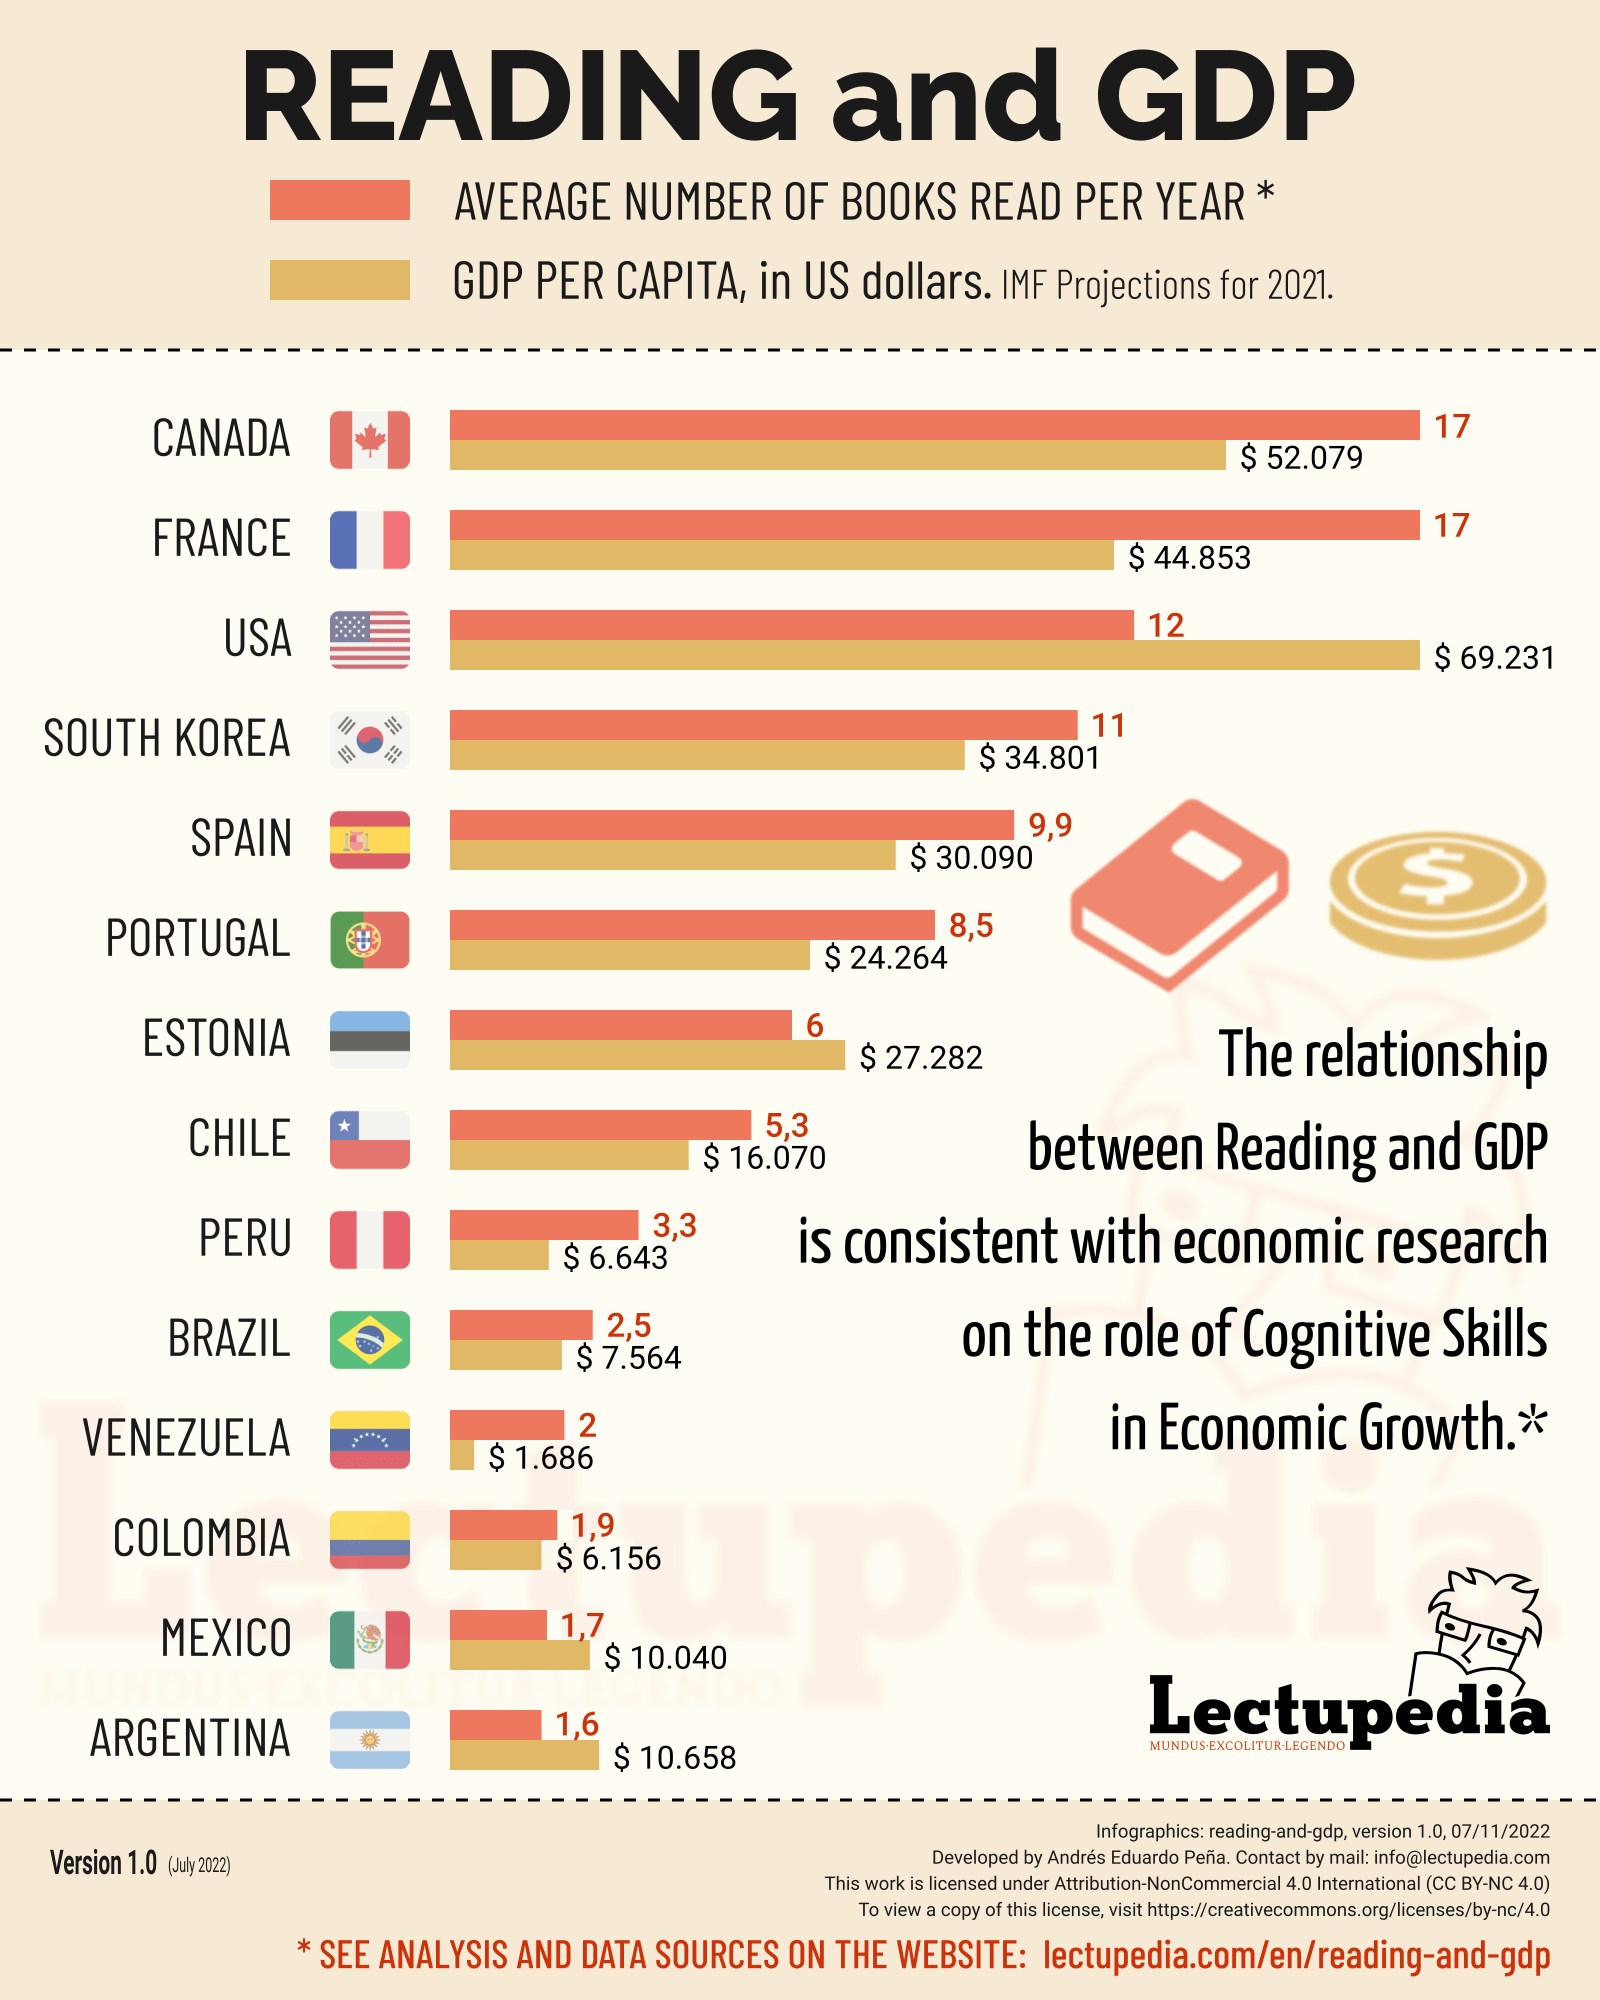 READING and GDP
AVERAGE NUMBER OF BOOKS READ PER YEAR *
GDP PER CAPITA, in US dollars. IMF Projections for 2021.
CANADA 17
$ 52.079
FRANCE 17
$ 44.853
USA 12
$ 69.231
SOUTH KOREA 11
$ 34.801
SPAIN 9,9
$ 30.090
PORTUGAL 8,5
$ 24.264
ESTONIA 6
$ 27.282
CHILE 5,3
$ 16.070
PERU 3,3
$ 6.643
BRAZIL 2,5
$ 7.564
VENEZUELA 2
$ 1.686
COLOMBIA 1,9
$ 6.156
MEXICO 1,7
$ 10.040
ARGENTINA 1,6
$ 10.658
The relationship
between Reading and GDP
is consistent with economic research
on the role of Cognitive Skills
in Economic Growth.*
Lectupedia
MUNDUS·EXCOLITUR·LEGENDO
Lectupedia
MUNDUS·EXCOLITUR·LEGENDO
Version 1.0 (July 2022)
Infographics: reading-and-gdp, version 1.0, 07/11/2022
Developed by Andrés Eduardo Peña. Contact by mail: info@lectupedia.com
This work is licensed under Attribution-NonCommercial 4.0 International (CC BY-NC 4.0)
To view a copy of this license, visit https://creativecommons.org/licenses/by-nc/4.0
* SEE ANALYSIS AND DATA SOURCES ON THE WEBSITE: lectupedia.com/en/reading-and-gdp